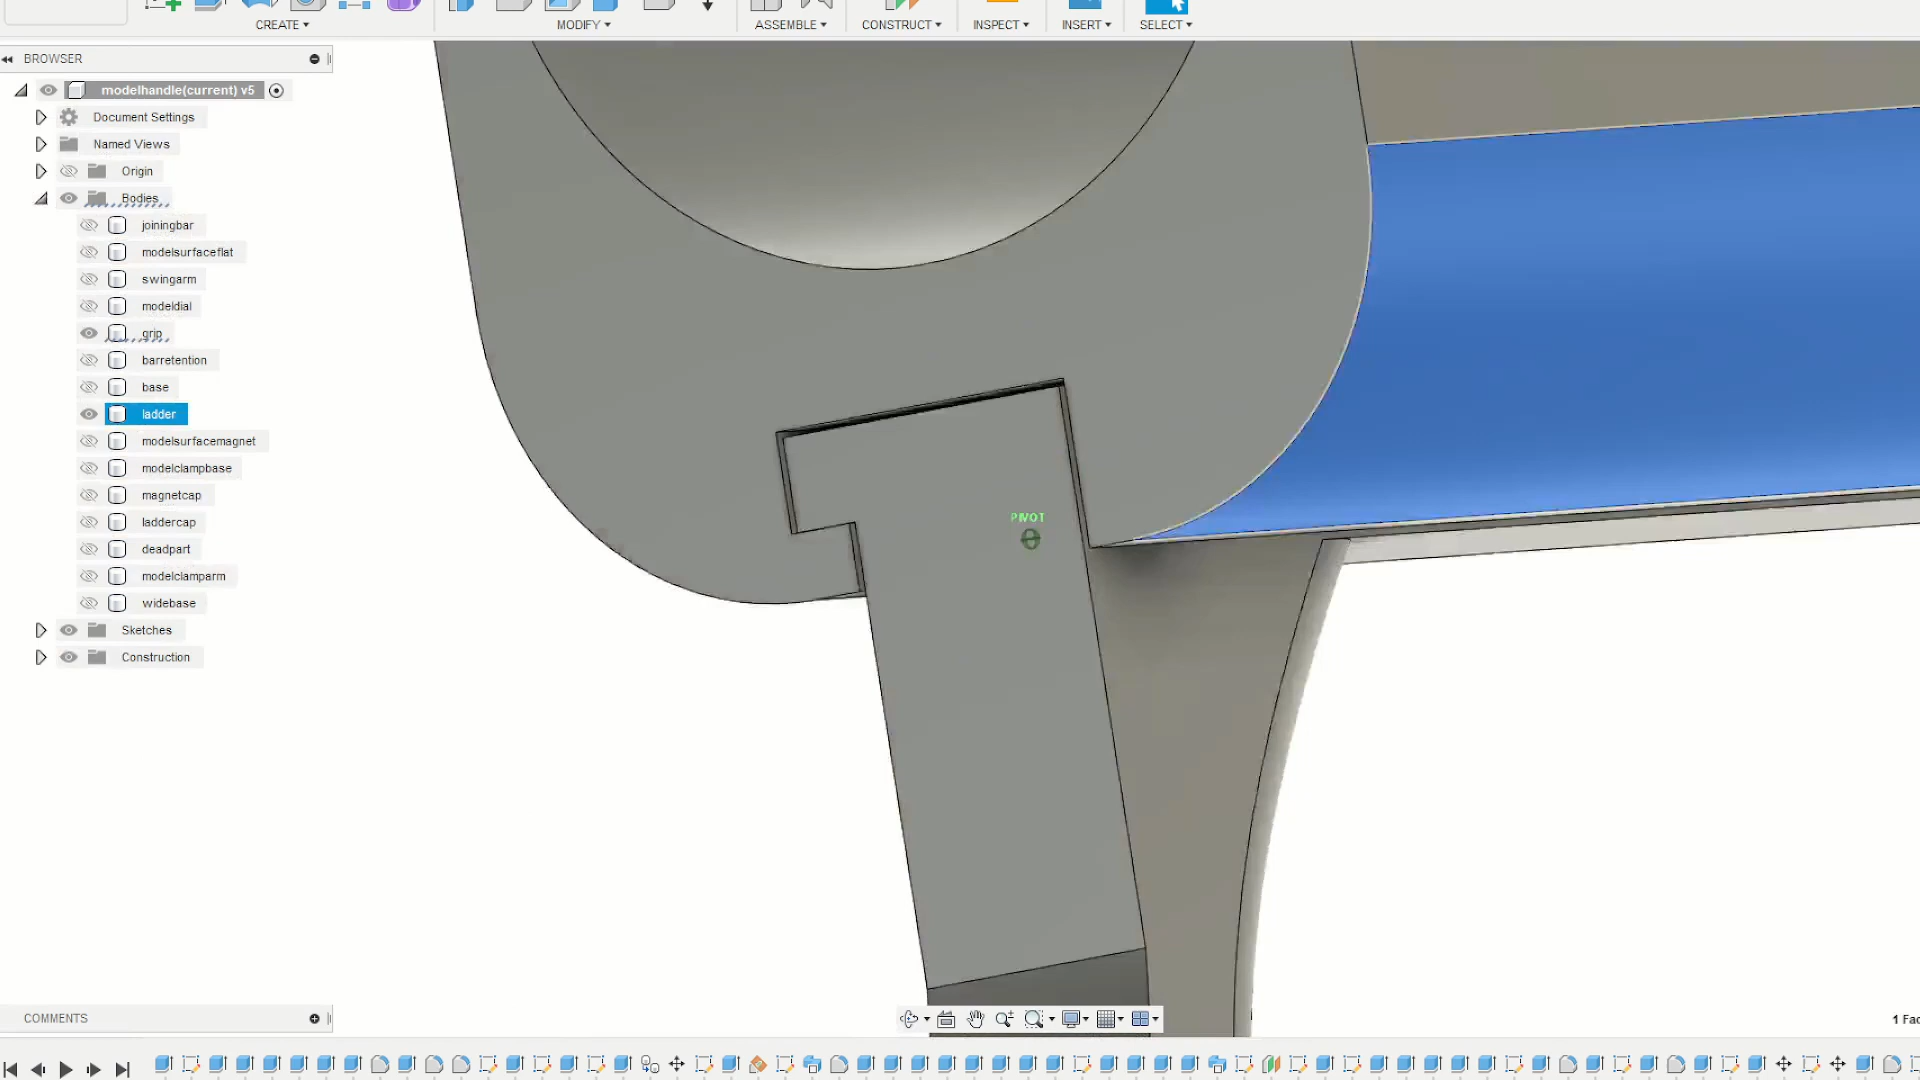 CREATE MODIFY ASSEMBLE CONSTRUCT INSPECT INSERT SELECT
BROWSER
modelhandle(current) v5
Document Settings
Named Views
Origin
Bodies
joiningbar
modelsurfaceflat
swingarm
modeldial
grip
barretention
base
ladder
modelsurfacemagnet
modelclampbase
magnetcap
laddercap
deadpart
modelclamparm
widebase
Sketches
Construction
PIVOT
COMMENTS
1 Fac